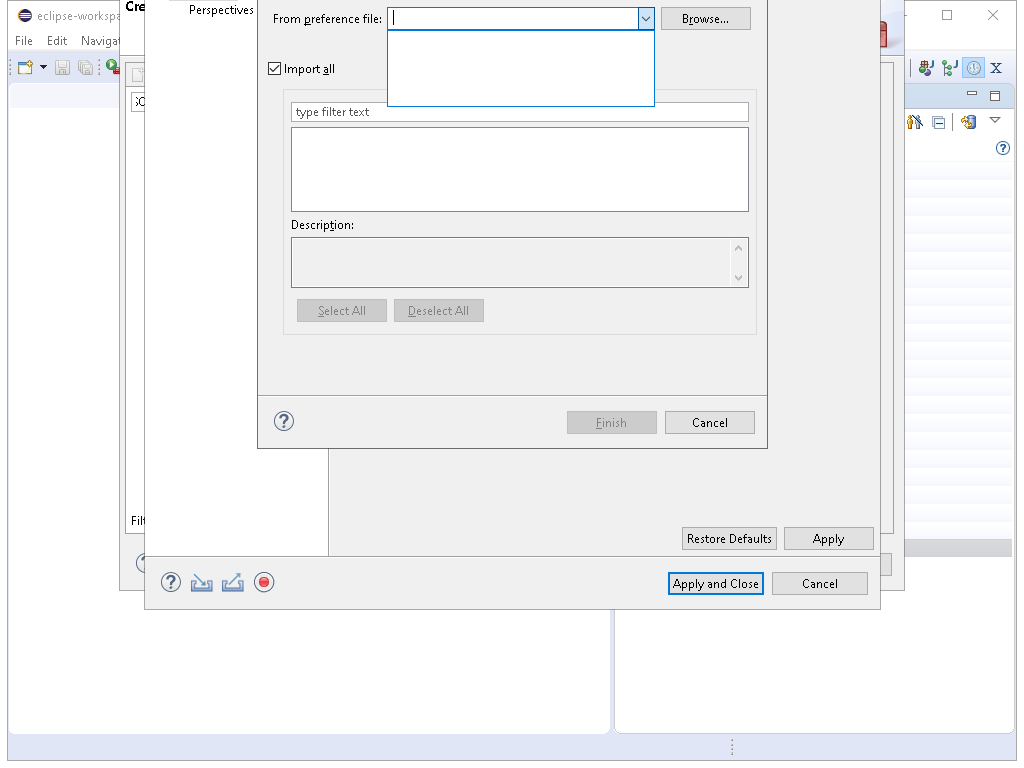 eclipse-workspa
Cre
File Edit Navigat
Perspectives
From preference file:
Browse...
Import all
type filter text
Description:
Select All
Deselect All
Finish
Cancel
Filt
Restore Defaults
Apply
Apply and Close
Cancel